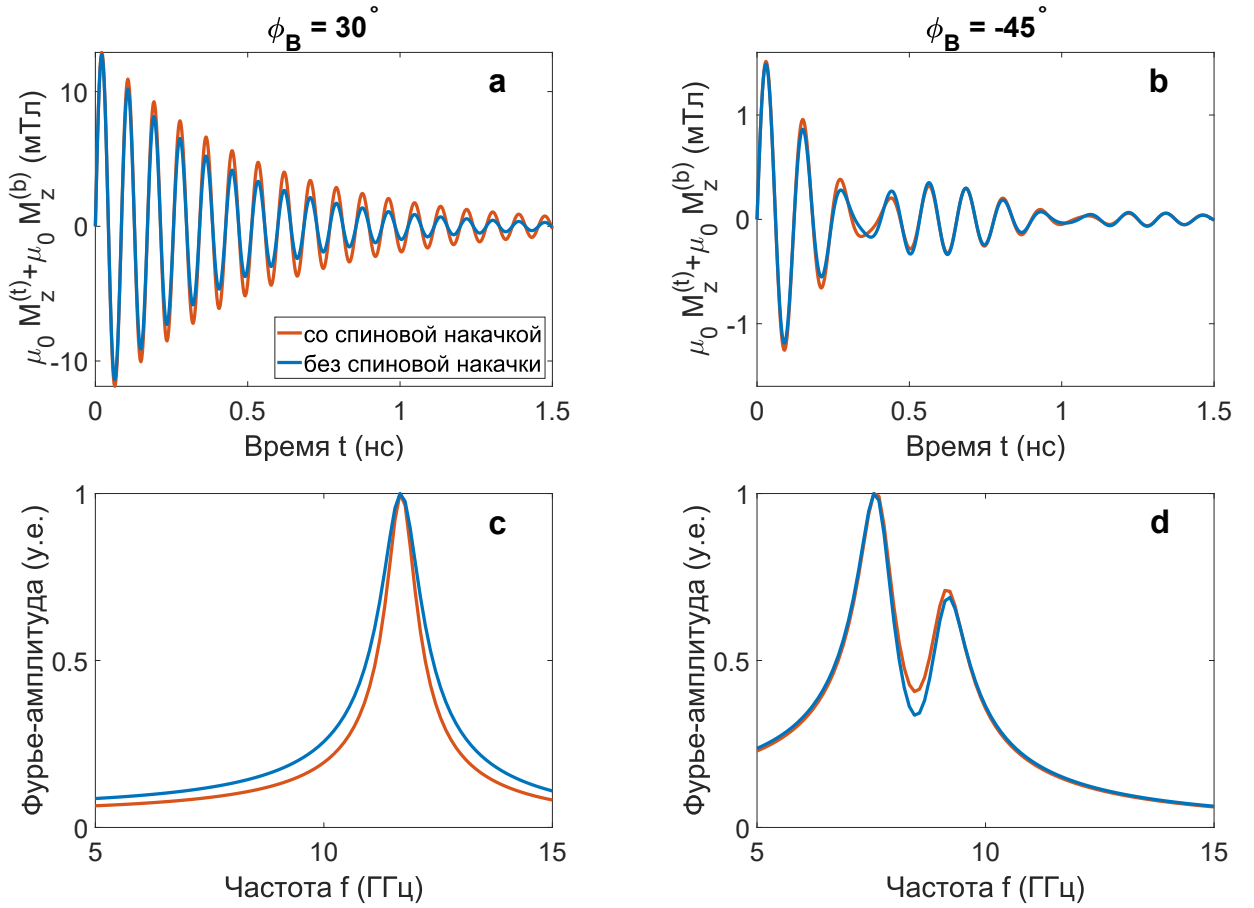 ϕB = 30°
ϕB = -45°
a
μ0 Mz(t)+μ0 Mz(b) (мТл)
10
0
-10
со спиновой накачкой
без спиновой накачки
0 0.5 1 1.5
Время t (нс)
b
μ0 Mz(t)+μ0 Mz(b) (мТл)
1
0
-1
0 0.5 1 1.5
Время t (нс)
c
Фурье-амплитуда (у.е.)
1
0.5
0
5 10 15
Частота f (ГГц)
d
Фурье-амплитуда (у.е.)
1
0.5
0
5 10 15
Частота f (ГГц)